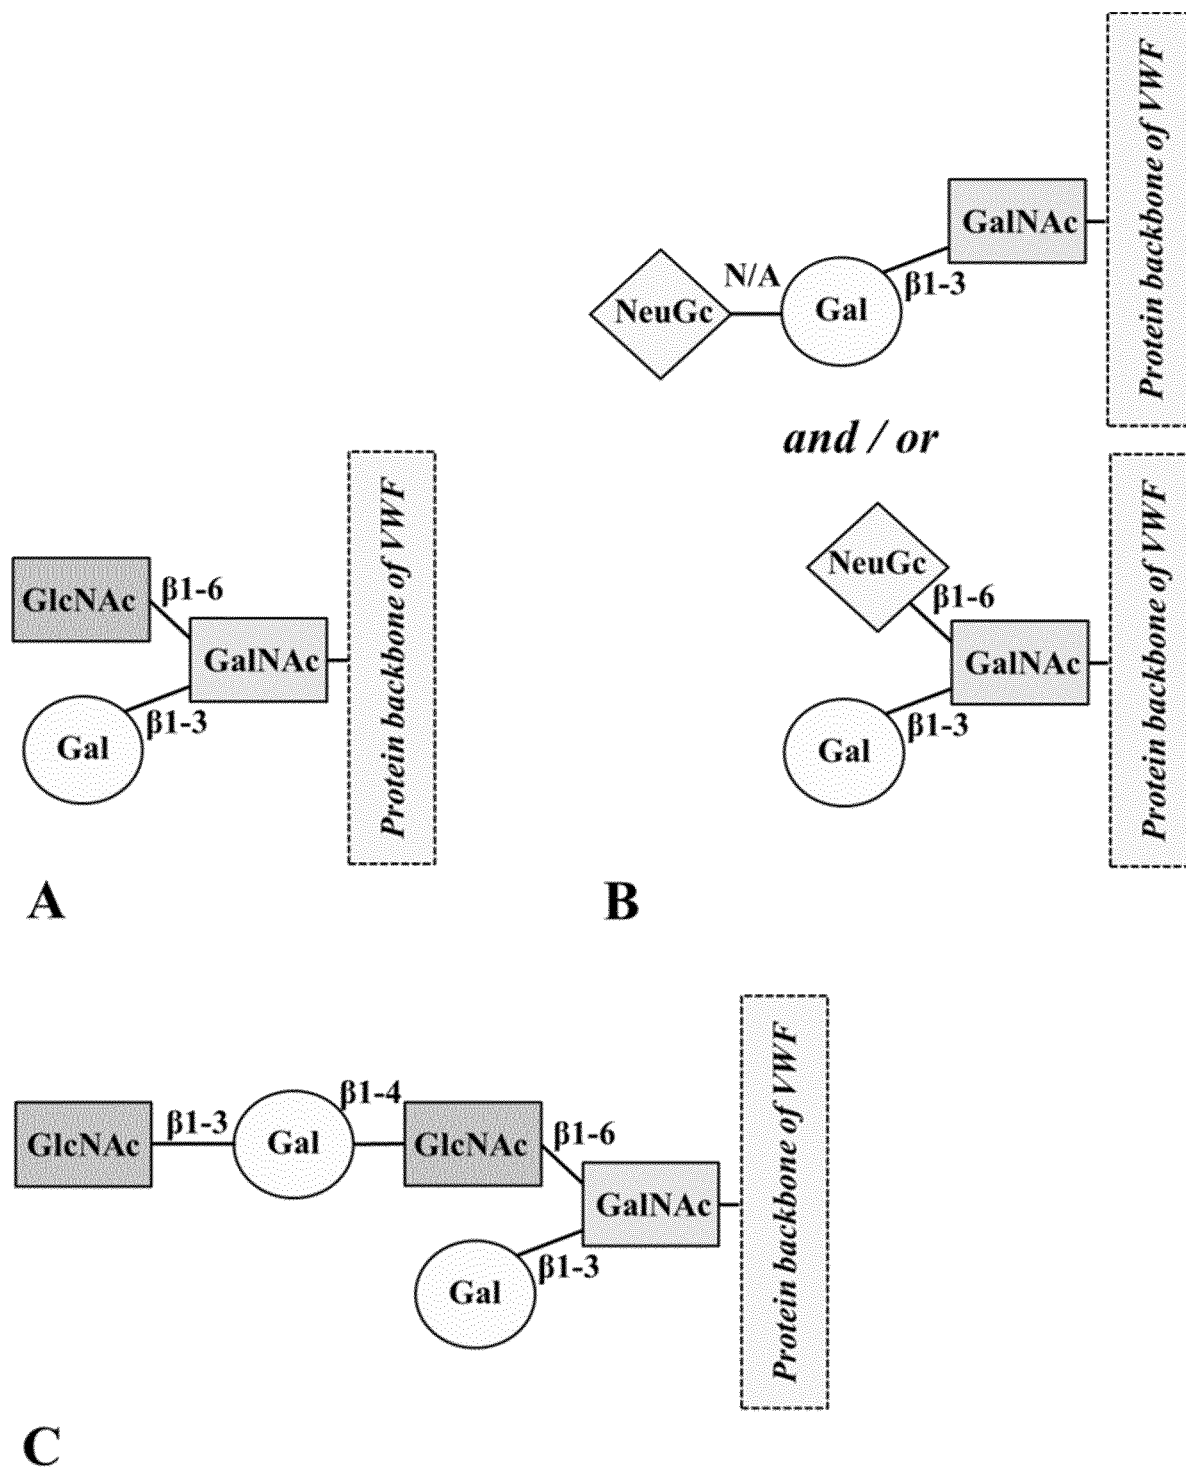 GlcNAc
β1-6
GalNAc
Gal
β1-3
Protein backbone of VWF
A
NeuGc
N/A
Gal
β1-3
GalNAc
Protein backbone of VWF
and / or
NeuGc
β1-6
GalNAc
Gal
β1-3
Protein backbone of VWF
B
GlcNAc
β1-3
Gal
β1-4
GlcNAc
β1-6
GalNAc
Gal
β1-3
Protein backbone of VWF
C